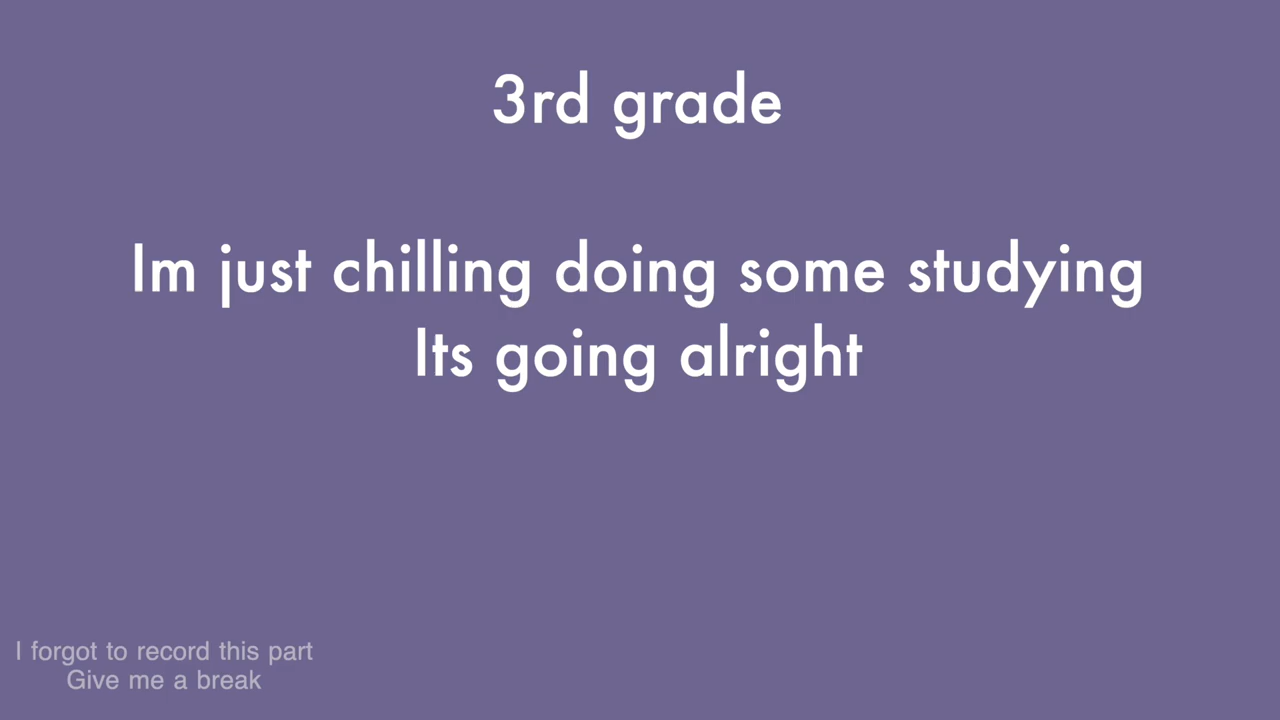 3rd grade
Im just chilling doing some studying
Its going alright
I forgot to record this part
Give me a break